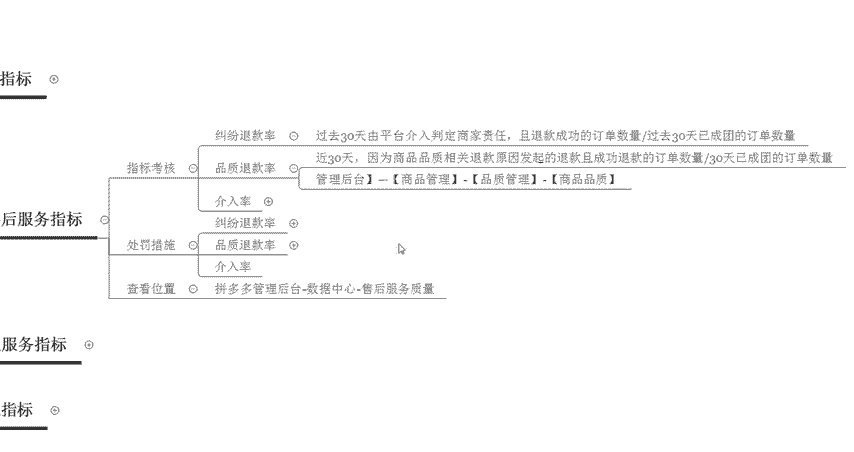 指标
纠纷退款率
过去30天由平台介入判定商家责任，且退款成功的订单数量/过去30天已成团的订单数量
近30天，因为商品品质相关退款原因发起的退款且成功退款的订单数量/30天已成团的订单数量
指标考核
品质退款率
管理后台】—【商品管理】-【品质管理】-【商品品质】
介入率
后服务指标
纠纷退款率
处罚措施
品质退款率
介入率
查看位置
拼多多管理后台-数据中心-售后服务质量
服务指标
指标